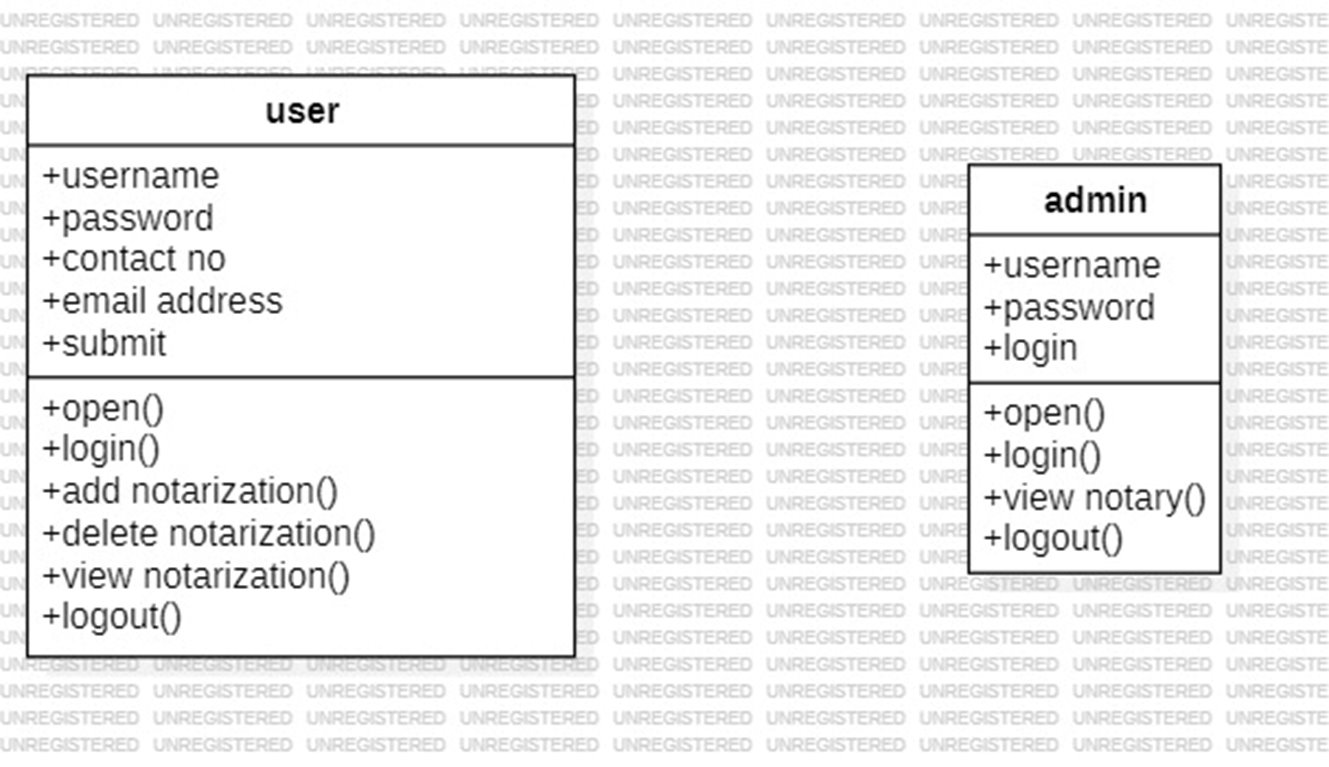 user
+username
+password
+contact no
+email address
+submit
+open()
+login()
+add notarization()
+delete notarization()
+view notarization()
+logout()
admin
+username
+password
+login
+open()
+login()
+view notary()
+logout()
UNREGISTERED